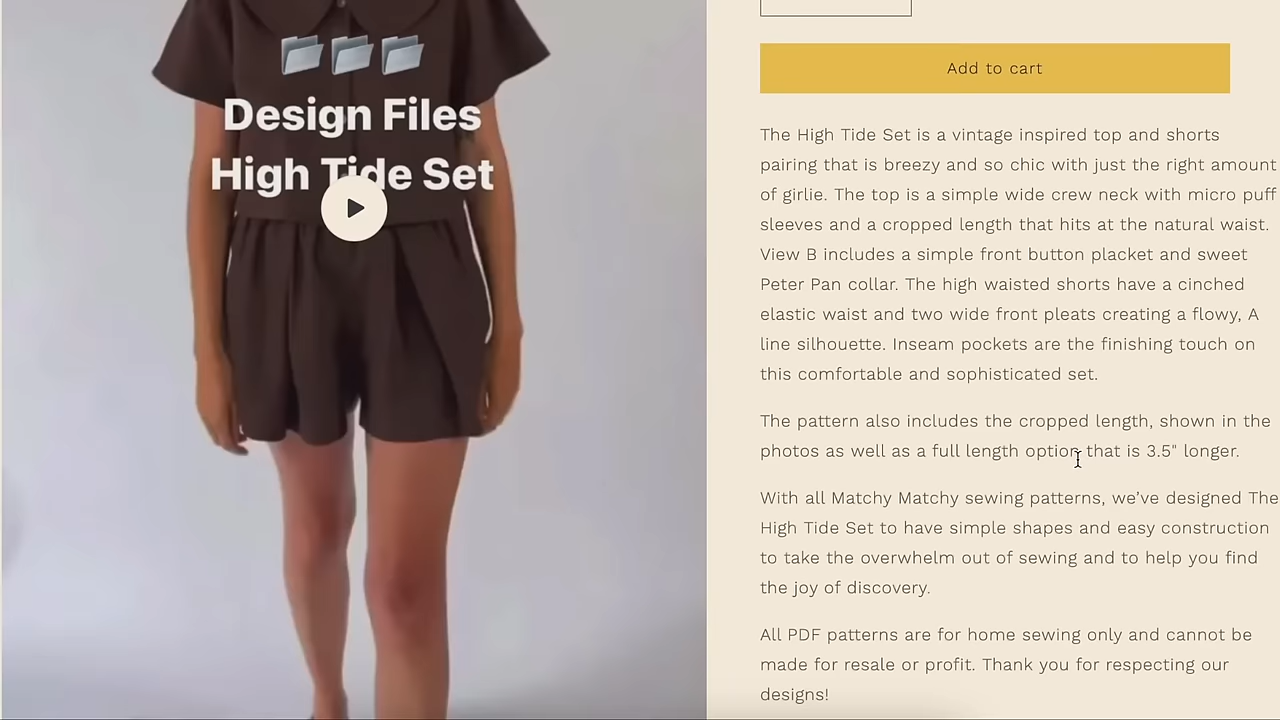 Design Files
High Tide Set
Add to cart
The High Tide Set is a vintage inspired top and shorts
pairing that is breezy and so chic with just the right amount
of girlie. The top is a simple wide crew neck with micro puff
sleeves and a cropped length that hits at the natural waist.
View B includes a simple front button placket and sweet
Peter Pan collar. The high waisted shorts have a cinched
elastic waist and two wide front pleats creating a flowy, A
line silhouette. Inseam pockets are the finishing touch on
this comfortable and sophisticated set.
The pattern also includes the cropped length, shown in the
photos as well as a full length option that is 3.5" longer.
With all Matchy Matchy sewing patterns, we’ve designed The
High Tide Set to have simple shapes and easy construction
to take the overwhelm out of sewing and to help you find
the joy of discovery.
All PDF patterns are for home sewing only and cannot be
made for resale or profit. Thank you for respecting our
designs!